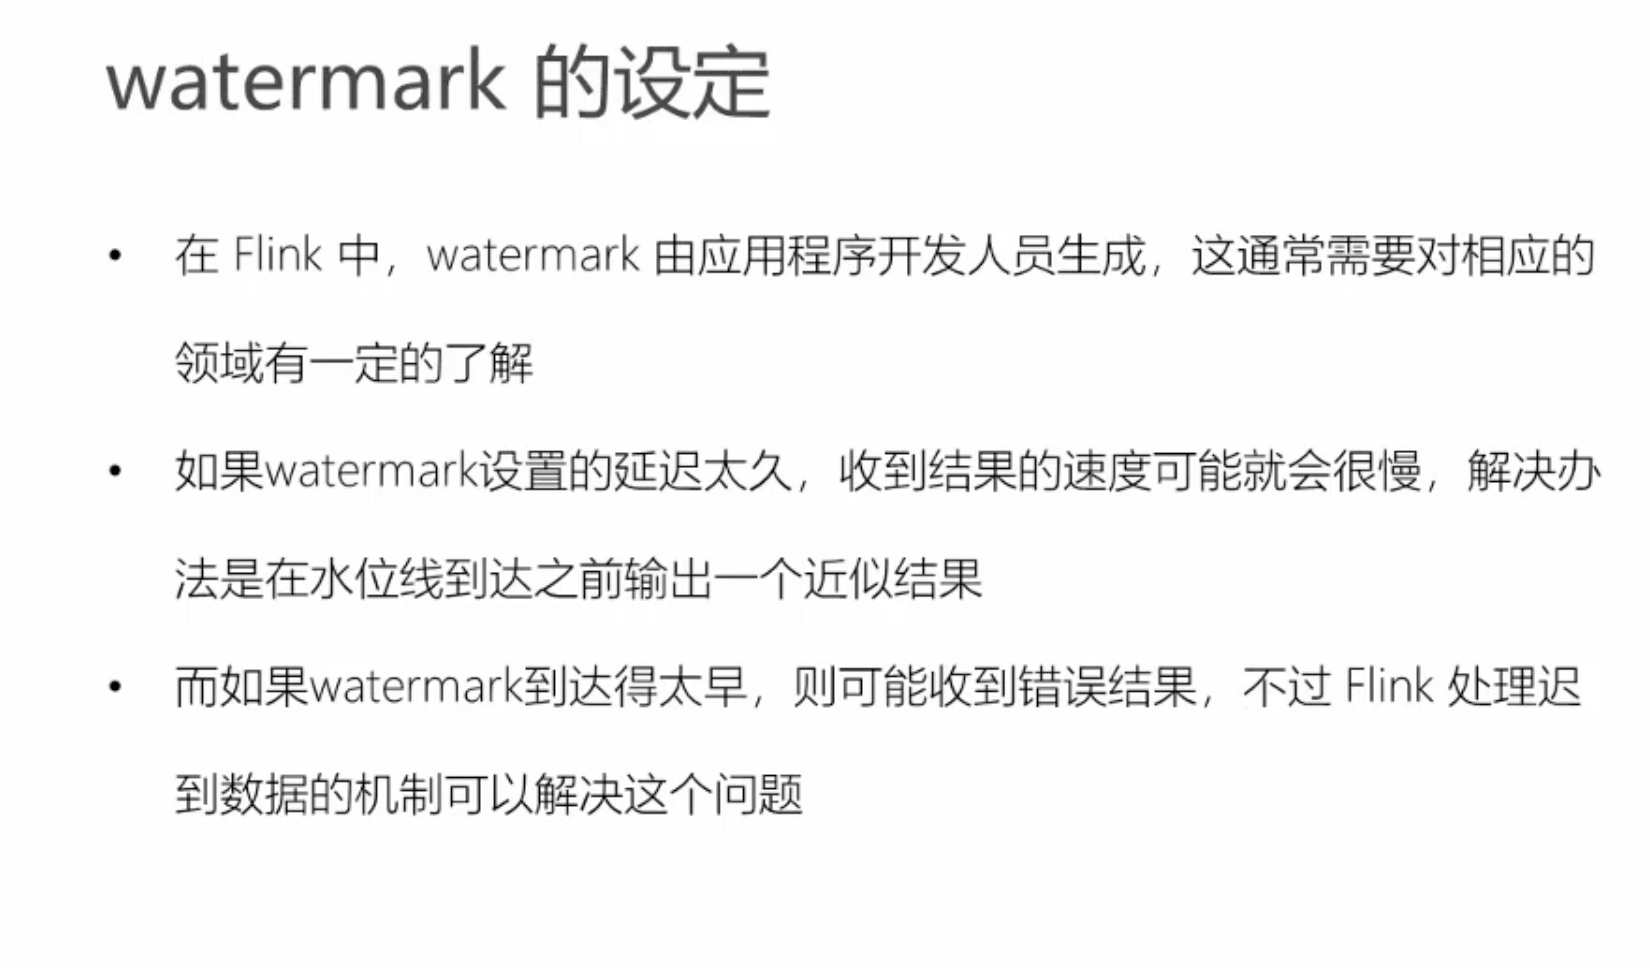 watermark 的设定
• 在 Flink 中，watermark 由应用程序开发人员生成，这通常需要对相应的
领域有一定的了解
• 如果watermark设置的延迟太久，收到结果的速度可能就会很慢，解决办
法是在水位线到达之前输出一个近似结果
• 而如果watermark到达得太早，则可能收到错误结果，不过 Flink 处理迟
到数据的机制可以解决这个问题